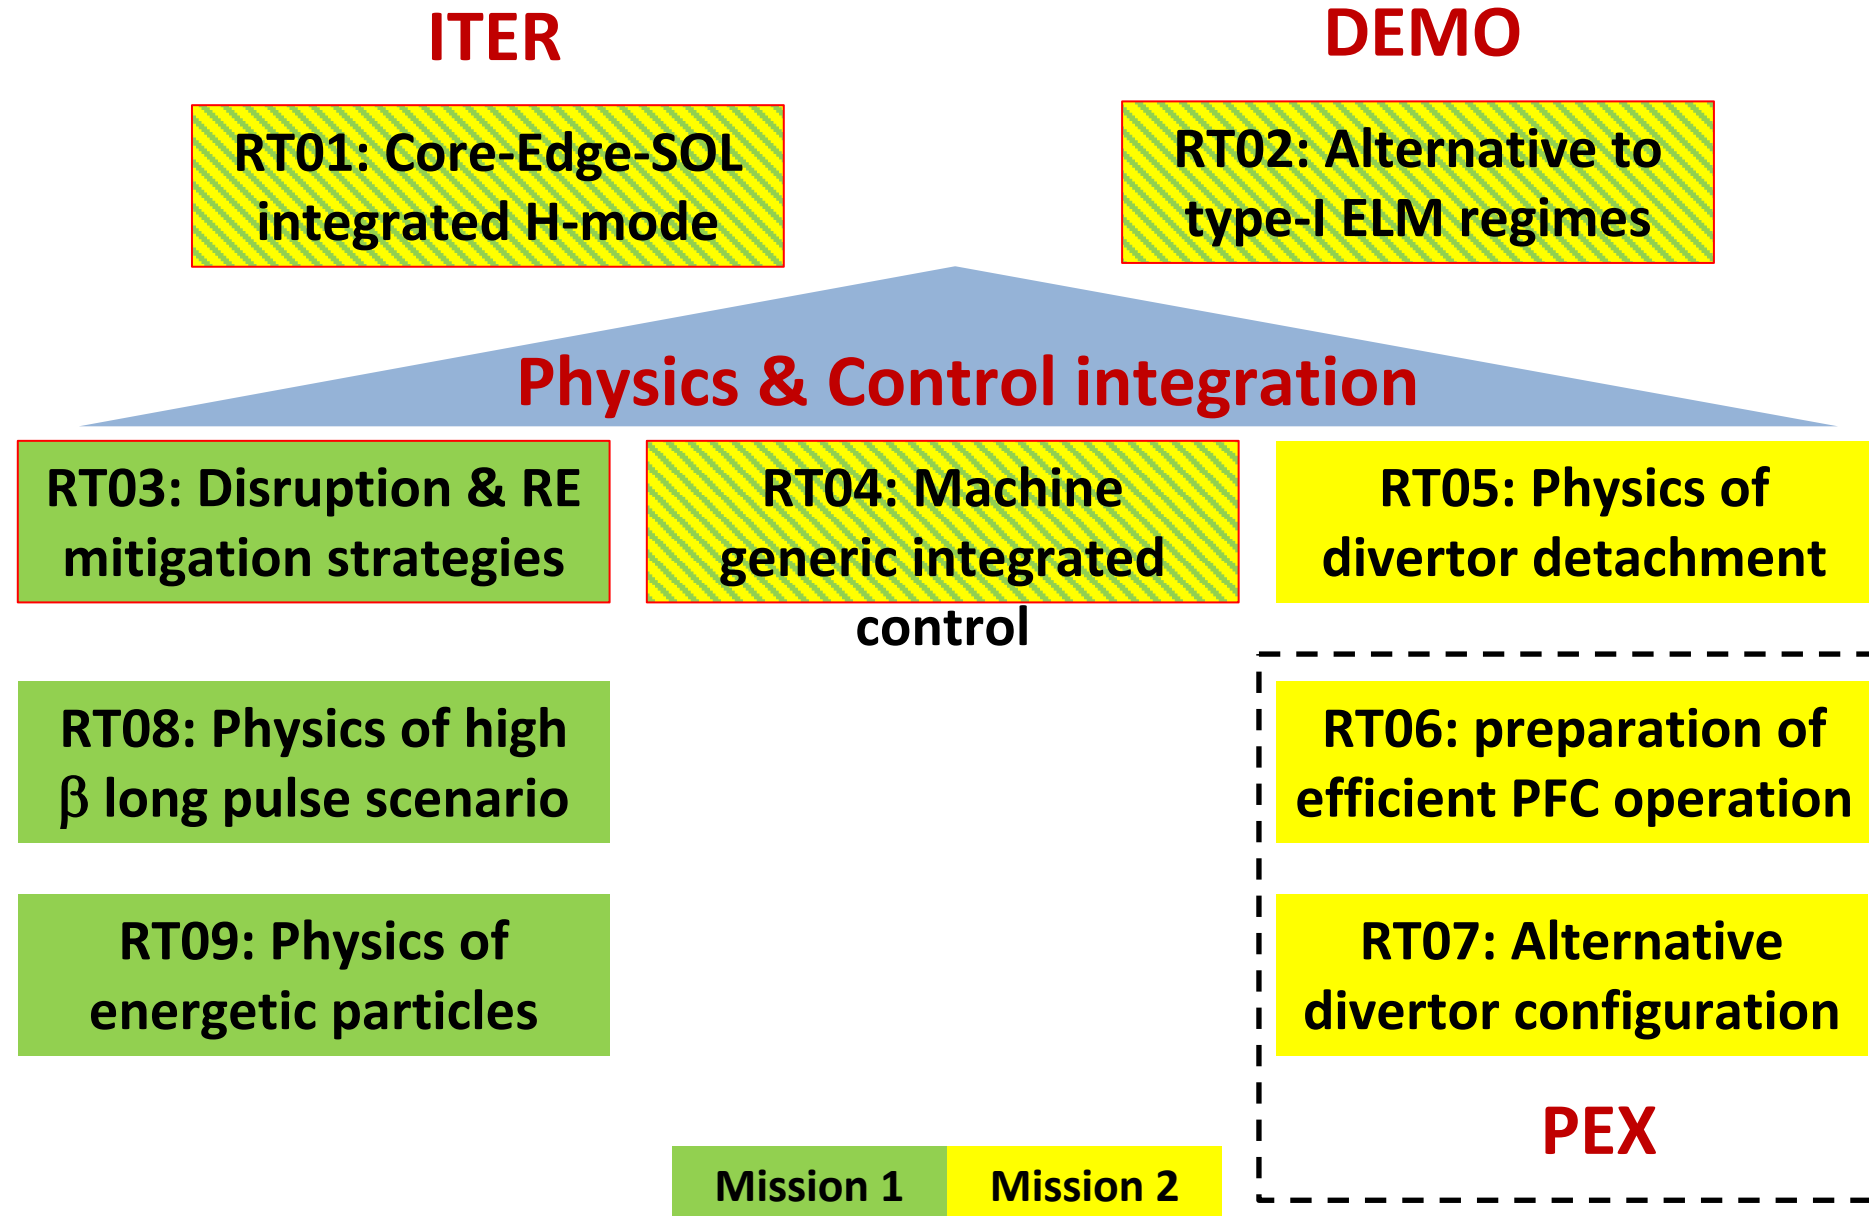 ITER
DEMO
RT01: Core-Edge-SOL
integrated H-mode
RT02: Alternative to
type-I ELM regimes
Physics & Control integration
RT03: Disruption & RE
mitigation strategies
RT04: Machine
generic integrated
control
RT05: Physics of
divertor detachment
RT08: Physics of high
β long pulse scenario
RT06: preparation of
efficient PFC operation
RT09: Physics of
energetic particles
RT07: Alternative
divertor configuration
PEX
Mission 1
Mission 2